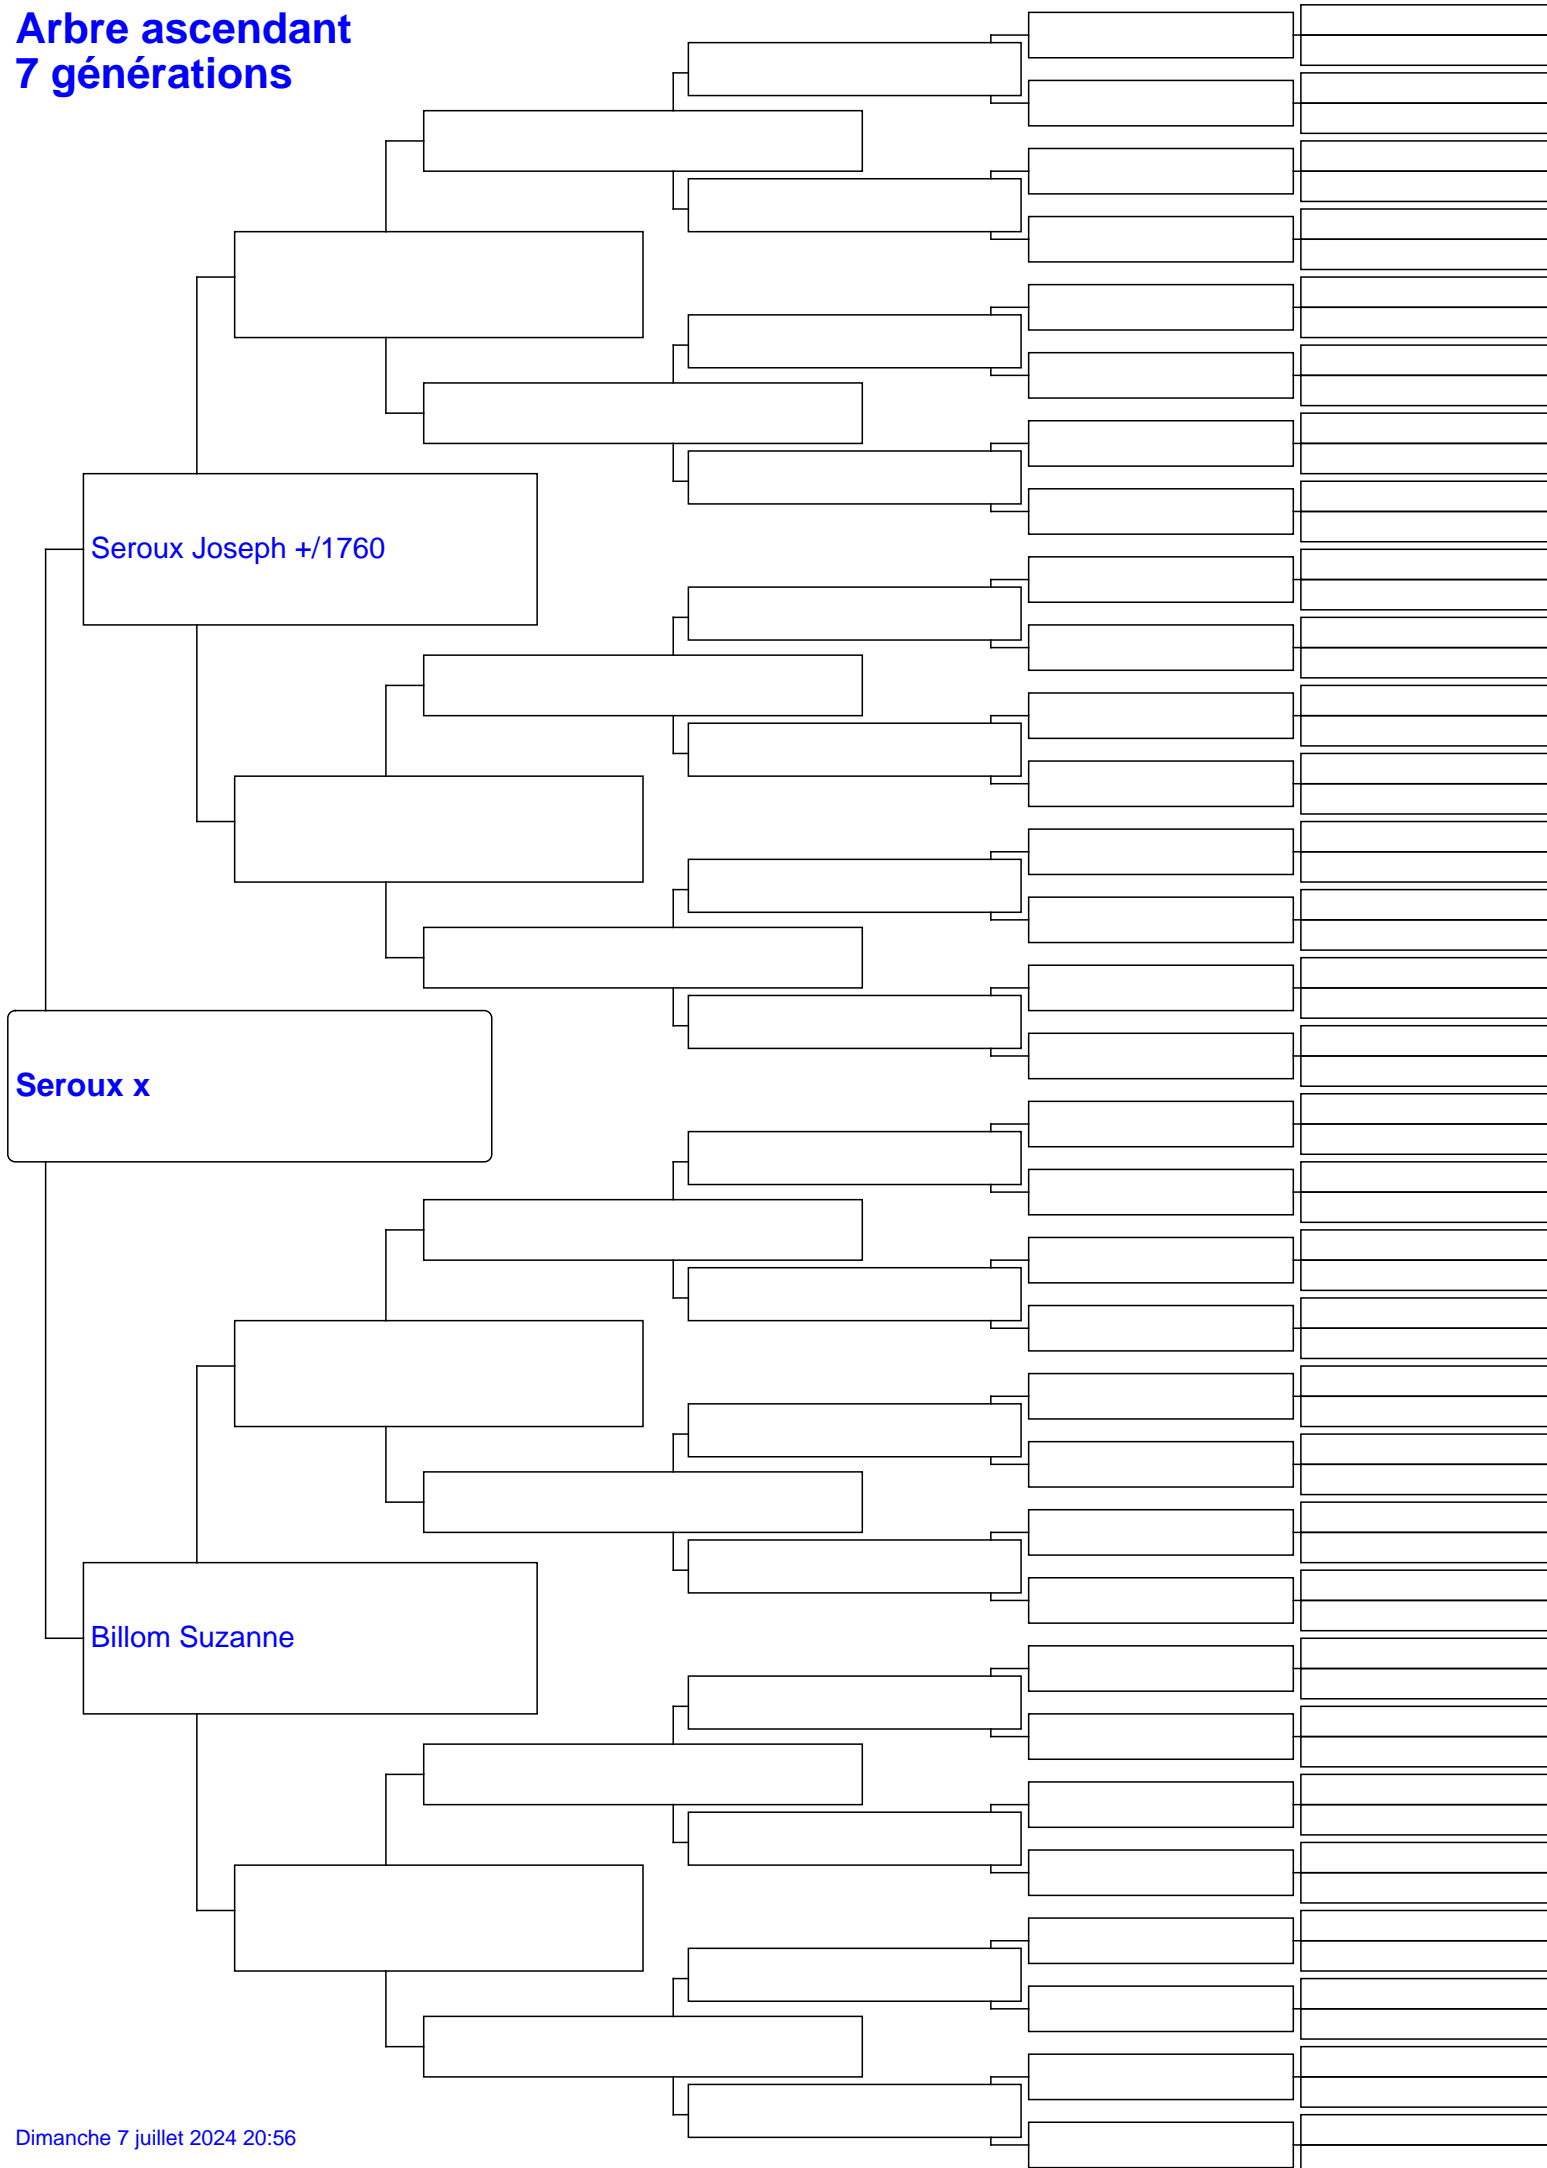 Arbre ascendant
7 générations
Seroux Joseph +/1760
Seroux x
Billom Suzanne
Dimanche 7 juillet 2024 20:56